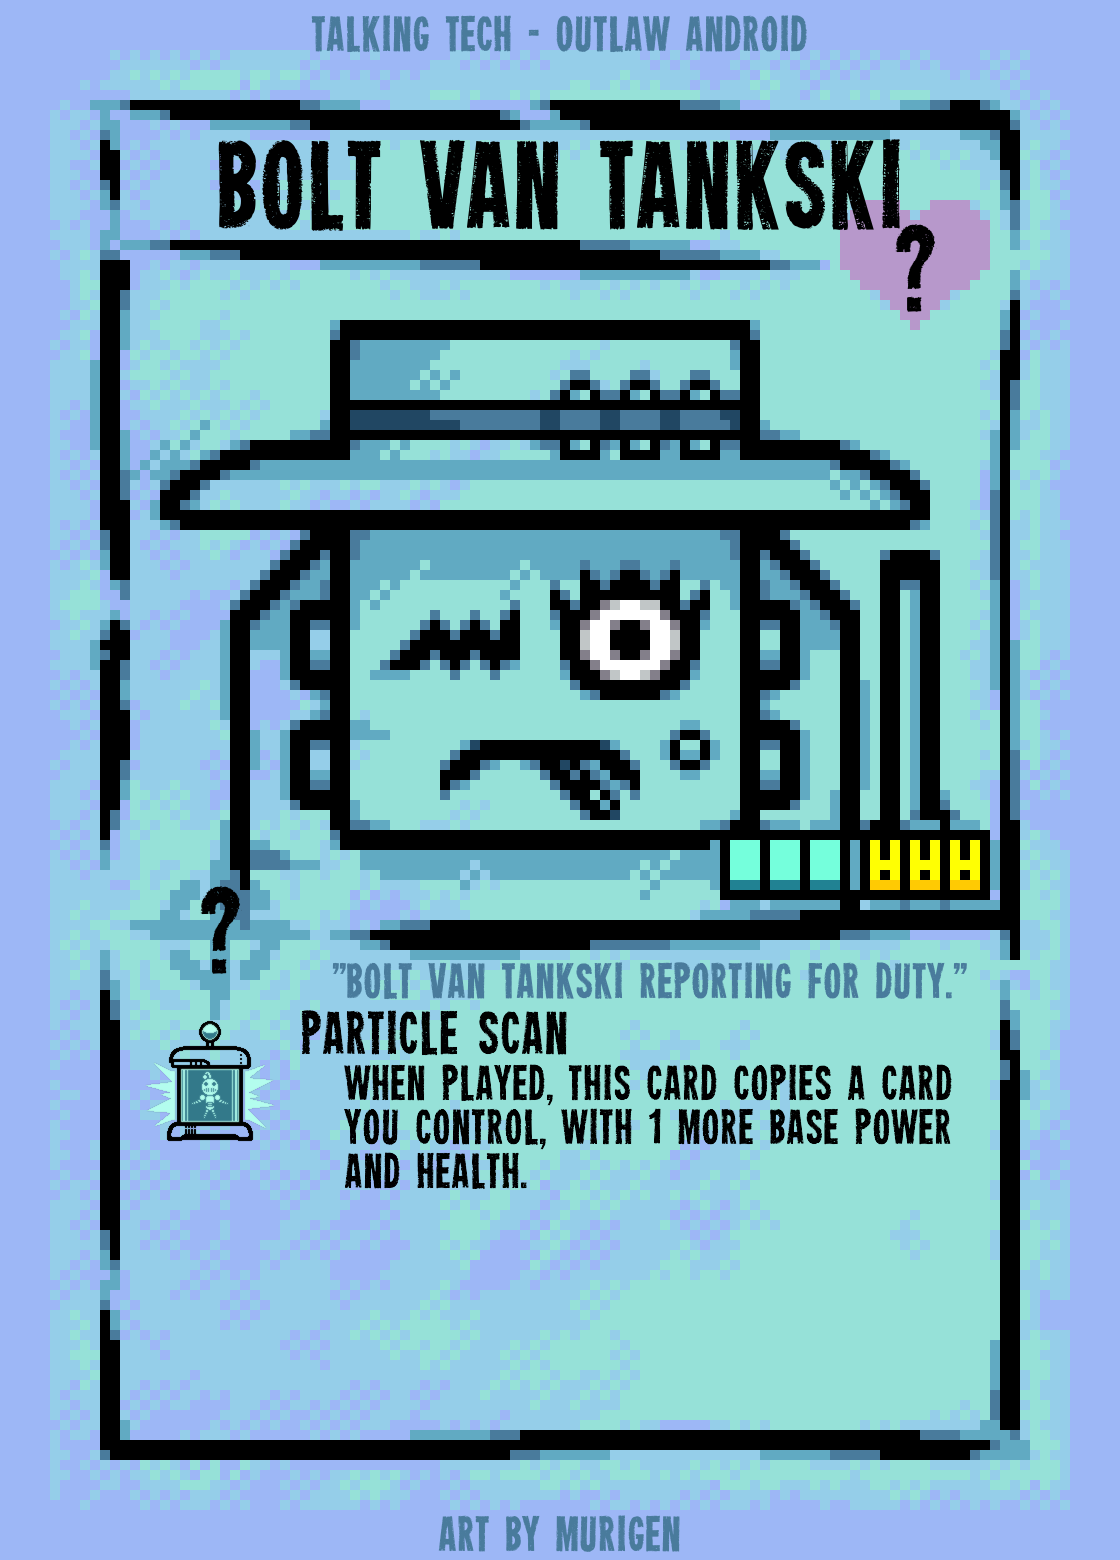 TALKING TECH - OUTLAW ANDROID
BOLT VAN TANKSKI
?
?
"BOLT VAN TANKSKI REPORTING FOR DUTY."
PARTICLE SCAN
WHEN PLAYED, THIS CARD COPIES A CARD
YOU CONTROL, WITH 1 MORE BASE POWER
AND HEALTH.
ART BY MURIGEN